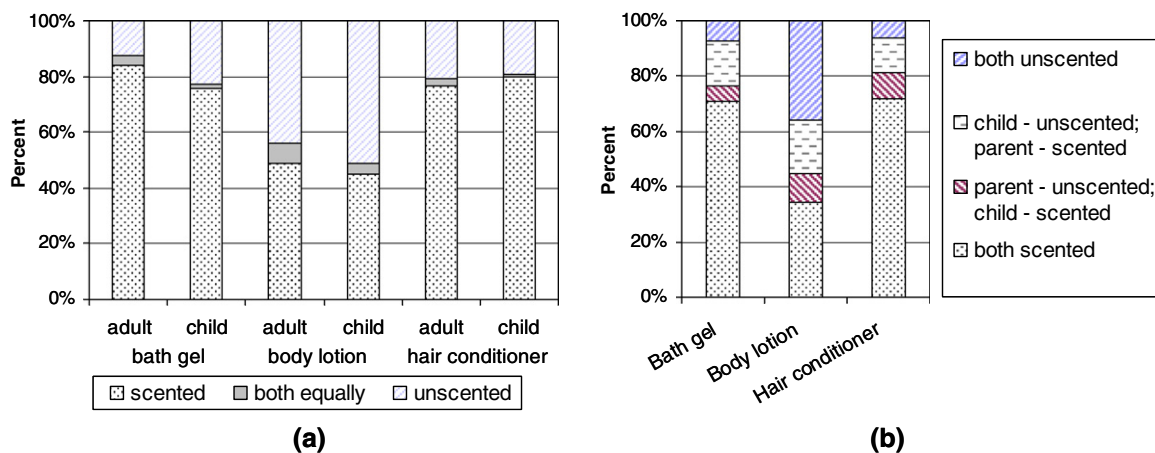 100%
80%
60%
40%
20%
0%
Percent
adult child adult child adult child
bath gel body lotion hair conditioner
scented both equally unscented
(a)
100%
80%
60%
40%
20%
0%
Percent
Bath gel
Body lotion
Hair conditioner
both unscented
child - unscented;
parent - scented
parent - unscented;
child - scented
both scented
(b)